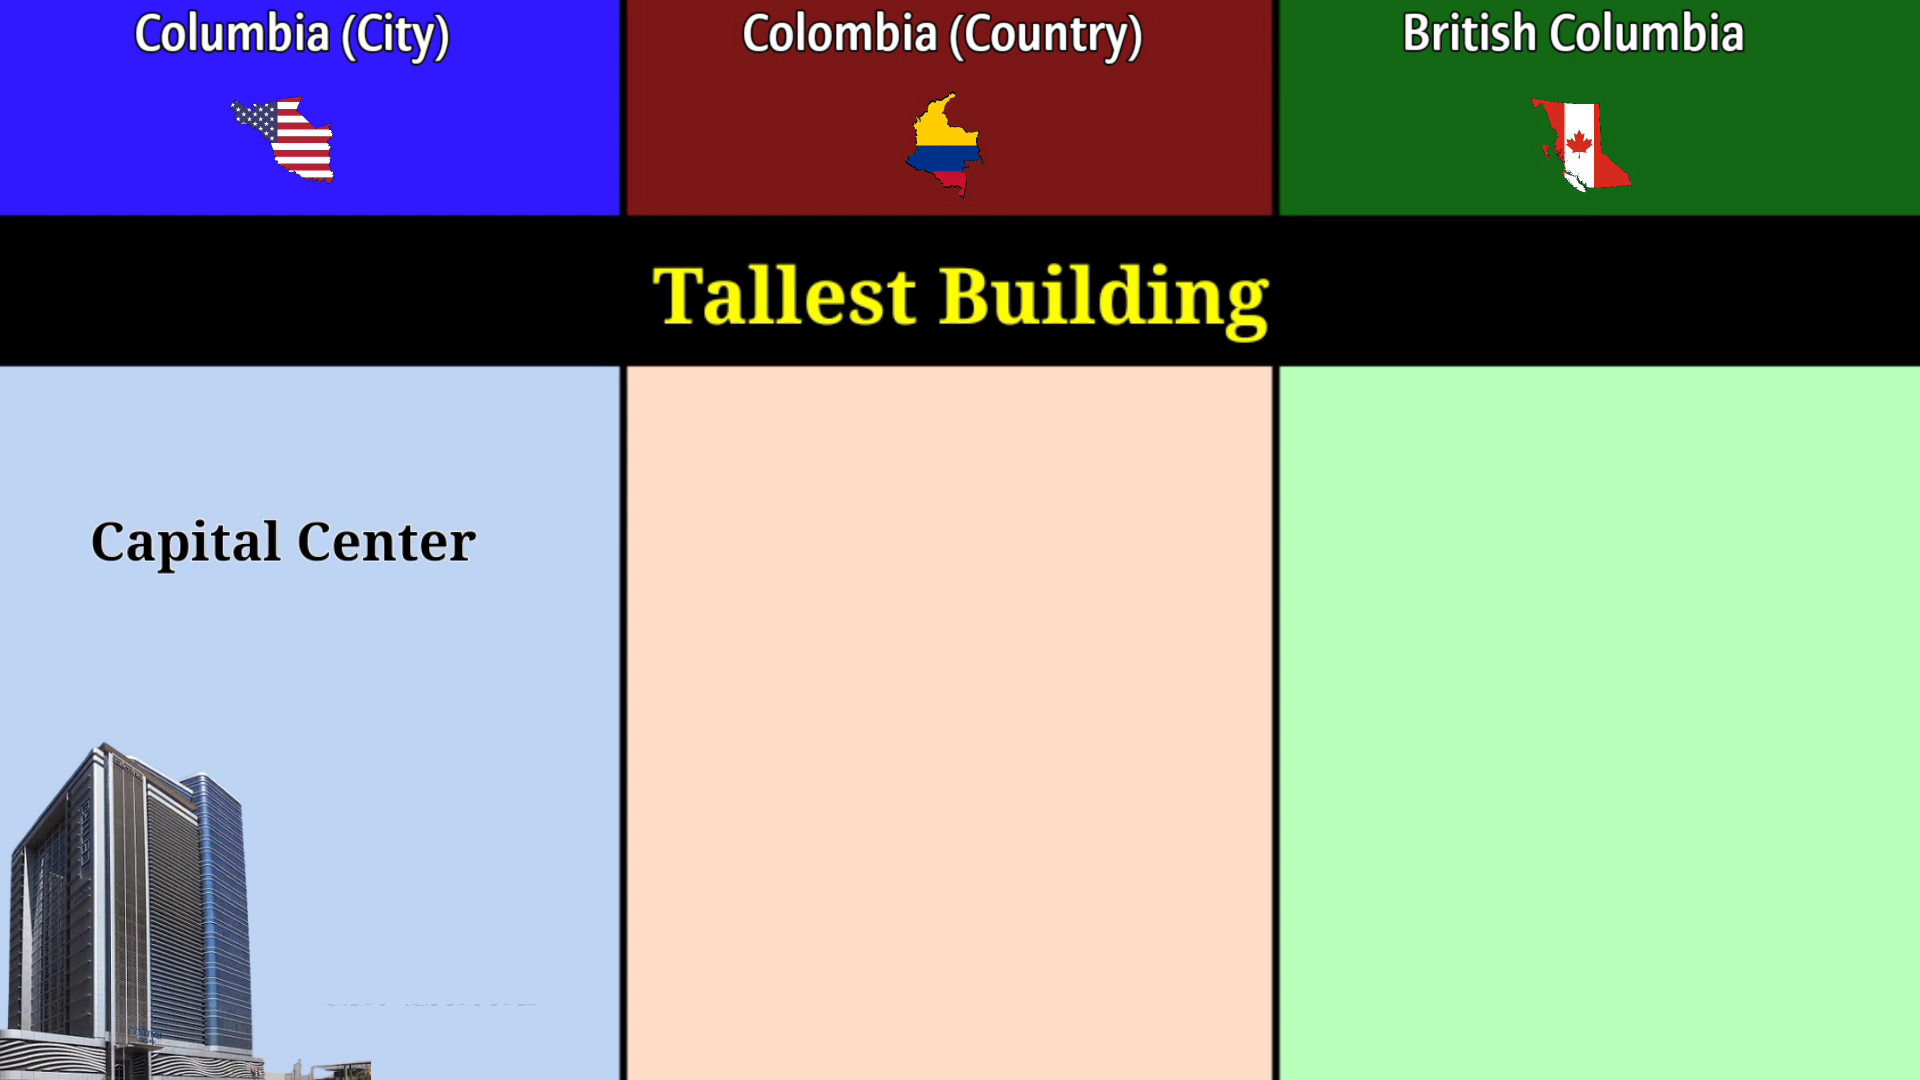 Columbia (City)
Colombia (Country)
British Columbia
Tallest Building
Capital Center